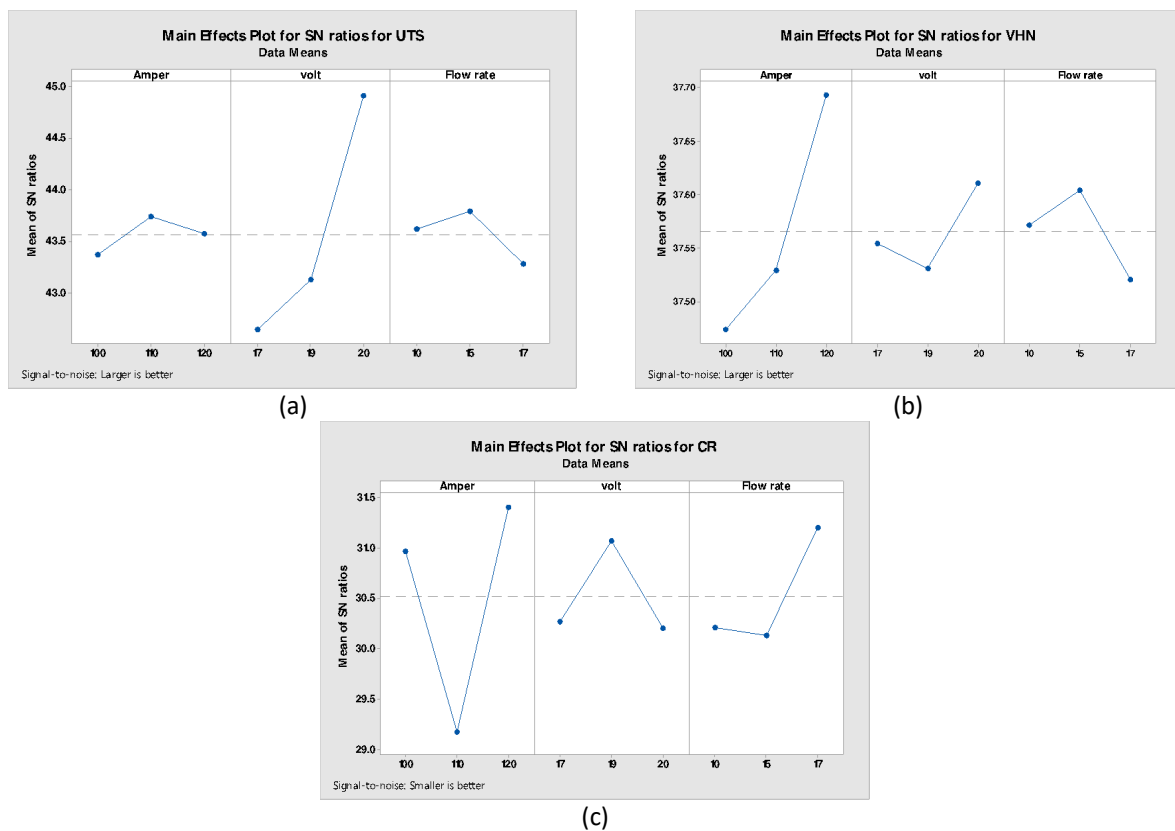 Main Effects Plot for SN ratios for UTS
Data Means
Amper volt Flow rate
Mean of SN ratios
45.0
44.5
44.0
43.5
43.0
100 110 120 17 19 20 10 15 17
Signal-to-noise: Larger is better
(a)
Main Effects Plot for SN ratios for VHN
Data Means
Amper volt Flow rate
Mean of SN ratios
37.70
37.65
37.60
37.55
37.50
100 110 120 17 19 20 10 15 17
Signal-to-noise: Larger is better
(b)
Main Effects Plot for SN ratios for CR
Data Means
Amper volt Flow rate
Mean of SN ratios
31.5
31.0
30.5
30.0
29.5
29.0
100 110 120 17 19 20 10 15 17
Signal-to-noise: Smaller is better
(c)